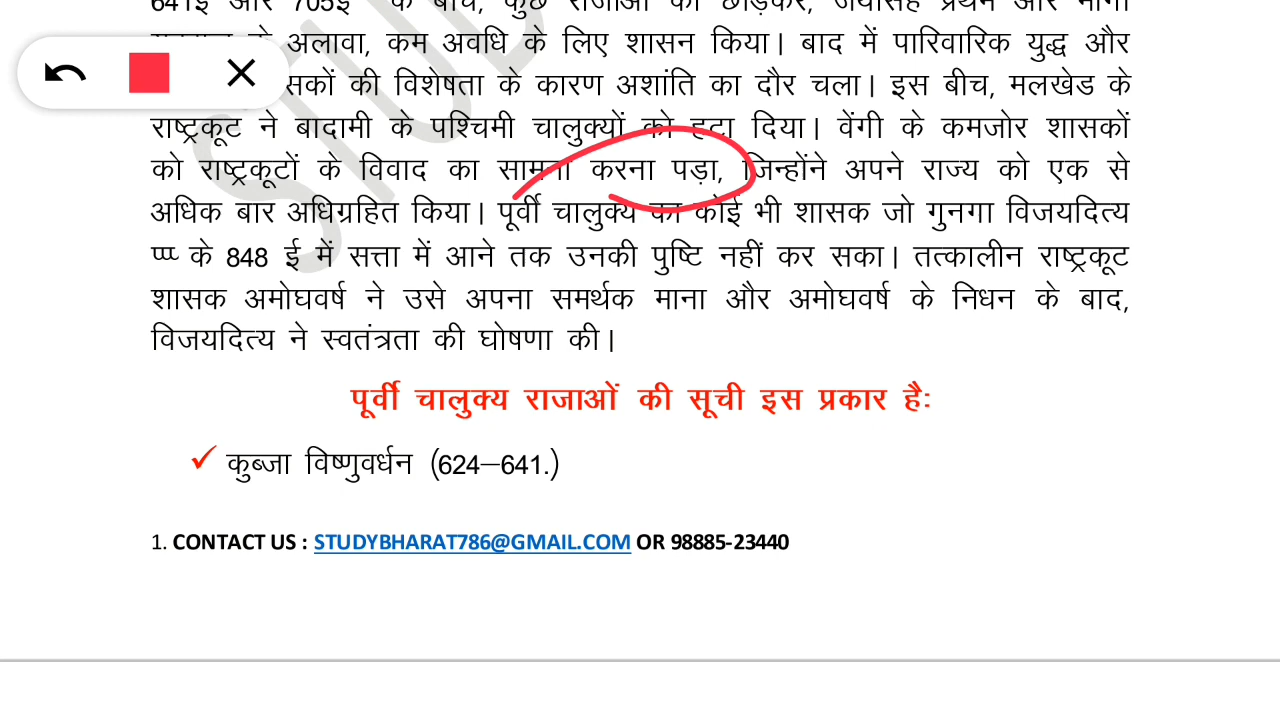 641ई और 705ई के बीच, कुछ राजाओं को छोड़कर, जयसिंह प्रथम और मांगी
अलावा, कम अवधि के लिए शासन किया। बाद में पारिवारिक युद्ध और
सकों की विशेषता के कारण अशांति का दौर चला। इस बीच, मलखेड के
राष्ट्रकूट ने बादामी के पश्चिमी चालुक्यों को हटा दिया। वेंगी के कमजोर शासकों
को राष्ट्रकूटों के विवाद का सामना करना पड़ा, जिन्होंने अपने राज्य को एक से
अधिक बार अधिग्रहित किया। पूर्वी चालुक्य का कोई भी शासक जो गुनगा विजयदित्य
के 848 ई में सत्ता में आने तक उनकी पुष्टि नहीं कर सका। तत्कालीन राष्ट्रकूट
शासक अमोघवर्ष ने उसे अपना समर्थक माना और अमोघवर्ष के निधन के बाद,
विजयदित्य ने स्वतंत्रता की घोषणा की।
पूर्वी चालुक्य राजाओं की सूची इस प्रकार है:
✓ कुब्जा विष्णुवर्धन (624–641.)
1. CONTACT US : STUDYBHARAT786@GMAIL.COM OR 98885-23440